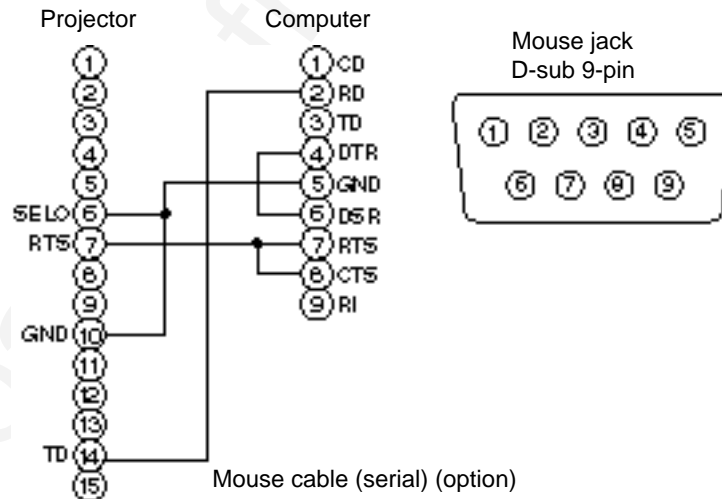 Projector
Computer
Mouse jack
D-sub 9-pin
1
2
3
4
5
SELO 6
RTS 7
8
9
GND 10
11
12
13
TD 14
15
1 CD
2 RD
3 TD
4 DTR
5 GND
6 DSR
7 RTS
8 CTS
9 RI
1 2 3 4 5
6 7 8 9
Mouse cable (serial) (option)